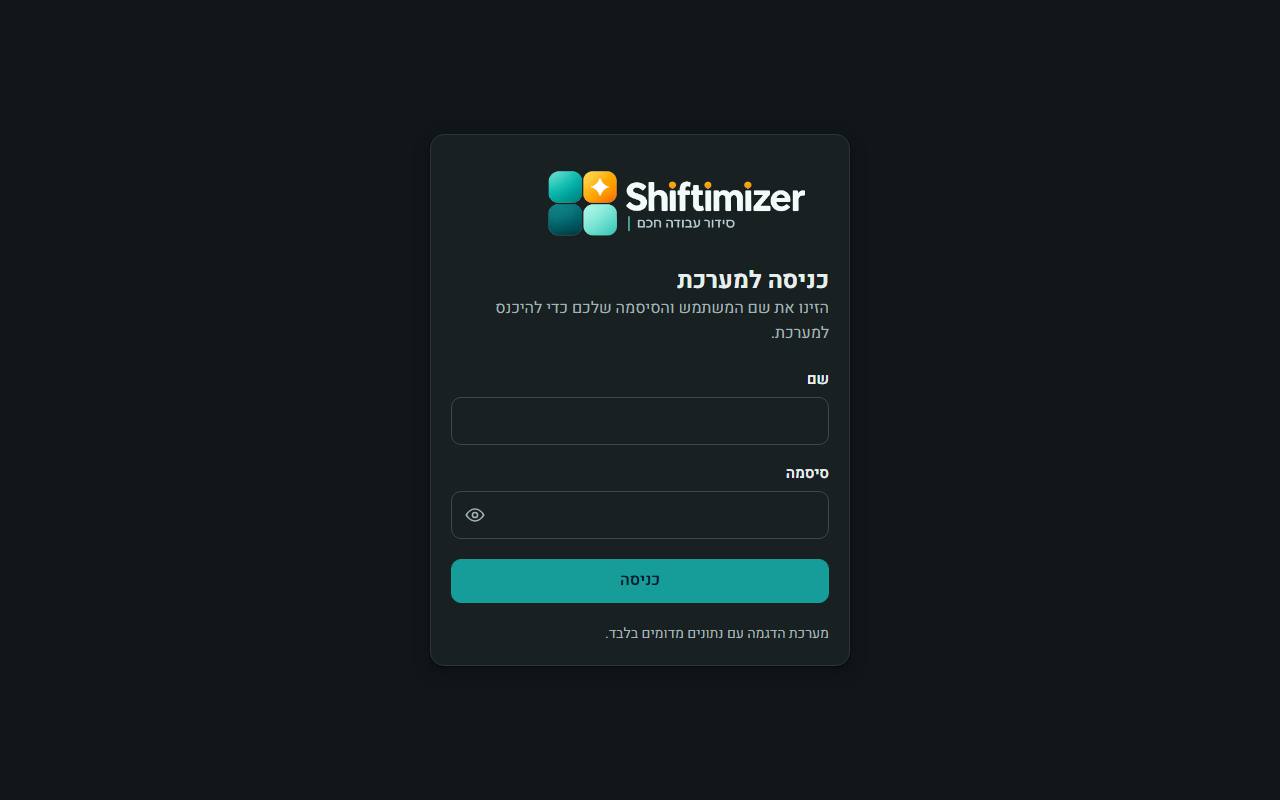 Shiftimizer
סידור עבודה חכם
כניסה למערכת
הזינו את שם המשתמש והסיסמה שלכם כדי להיכנס
למערכת.
שם
סיסמה
כניסה
מערכת הדגמה עם נתונים מדומים בלבד.